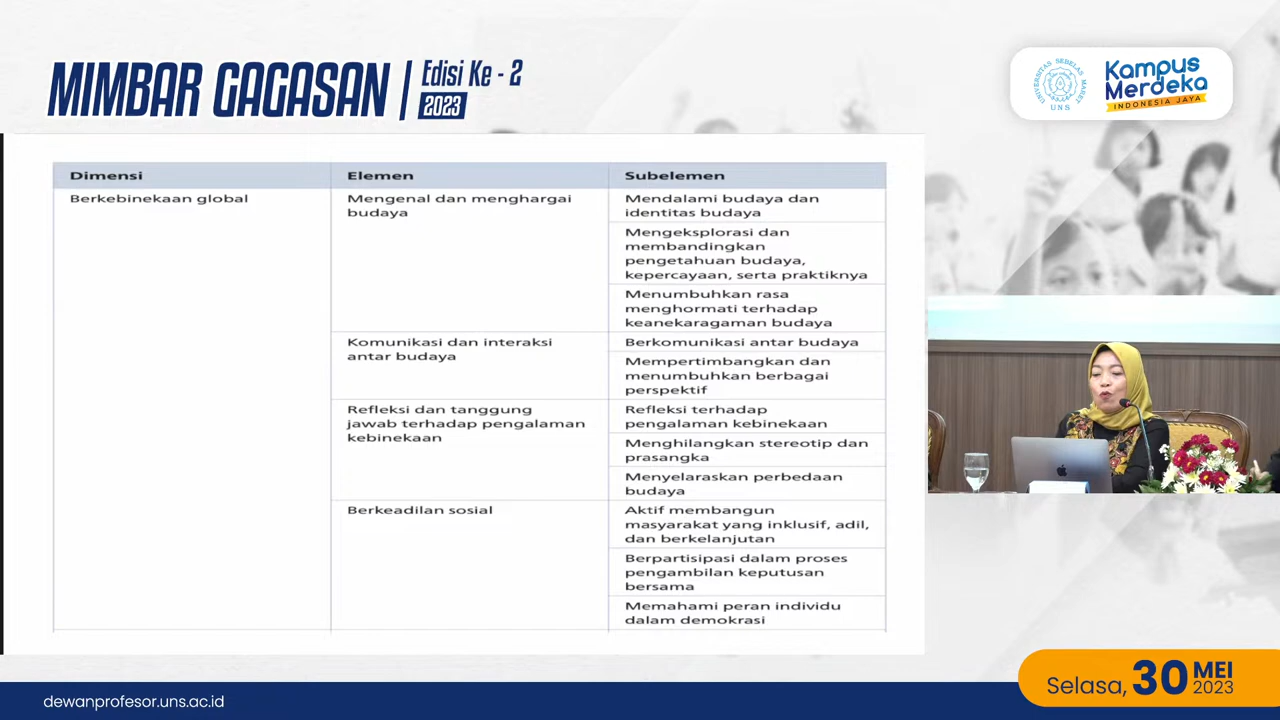 MIMBAR GAGASAN
Edisi Ke - 2
2023
UNIVERSITAS SEBELAS MARET
UNS
Kampus
Merdeka
INDONESIA JAYA
Dimensi
Elemen
Subelemen
Berkebinekaan global
Mengenal dan menghargai
budaya
Mendalami budaya dan
identitas budaya
Mengeksplorasi dan
membandingkan
pengetahuan budaya,
kepercayaan, serta praktiknya
Menumbuhkan rasa
menghormati terhadap
keanekaragaman budaya
Komunikasi dan interaksi
antar budaya
Berkomunikasi antar budaya
Mempertimbangkan dan
menumbuhkan berbagai
perspektif
Refleksi dan tanggung
jawab terhadap pengalaman
kebinekaan
Refleksi terhadap
pengalaman kebinekaan
Menghilangkan stereotip dan
prasangka
Menyelaraskan perbedaan
budaya
Berkeadilan sosial
Aktif membangun
masyarakat yang inklusif, adil,
dan berkelanjutan
Berpartisipasi dalam proses
pengambilan keputusan
bersama
Memahami peran individu
dalam demokrasi
dewanprofesor.uns.ac.id
Selasa, 30 MEI
2023